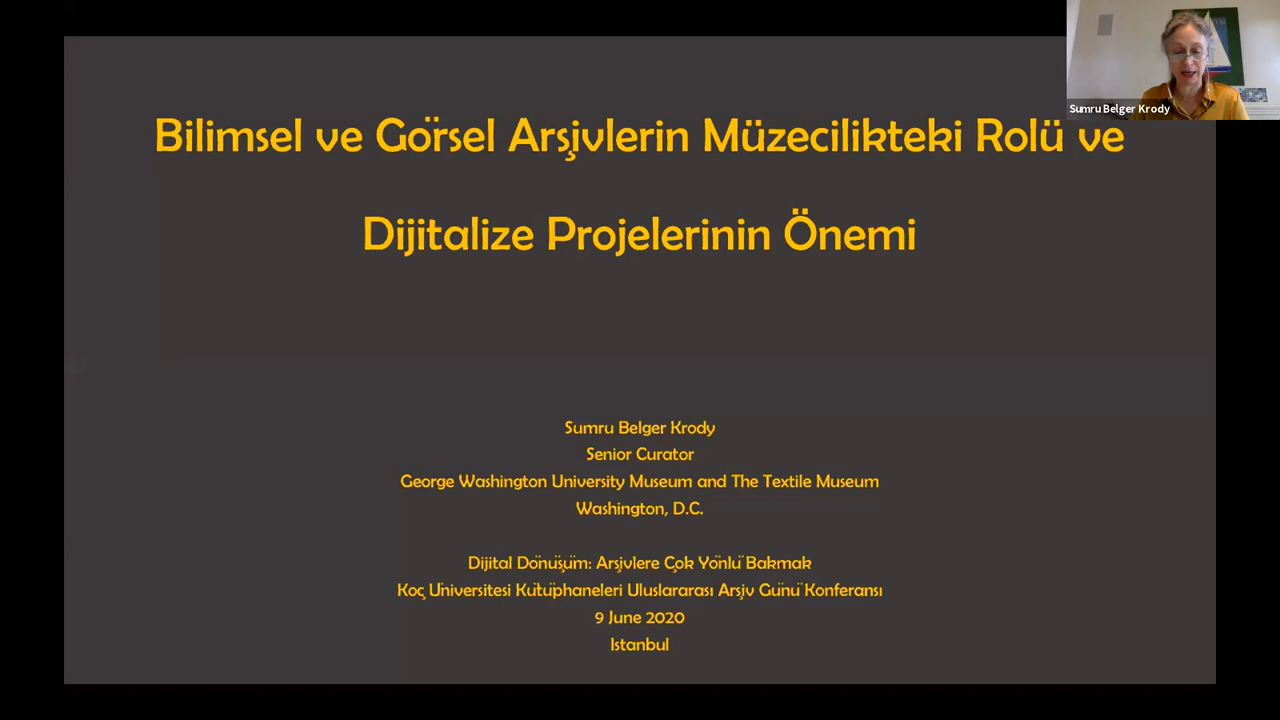 Bilimsel ve Görsel Arşivlerin Müzecilikteki Rolü ve
Dijitalize Projelerinin Önemi
Sumru Belger Krody
Sumru Belger Krody
Senior Curator
George Washington University Museum and The Textile Museum
Washington, D.C.
Dijital Dönüşüm: Arşivlere Çok Yönlü Bakmak
Koç Üniversitesi Kütüphaneleri Uluslararası Arşiv Günü Konferansı
9 June 2020
Istanbul